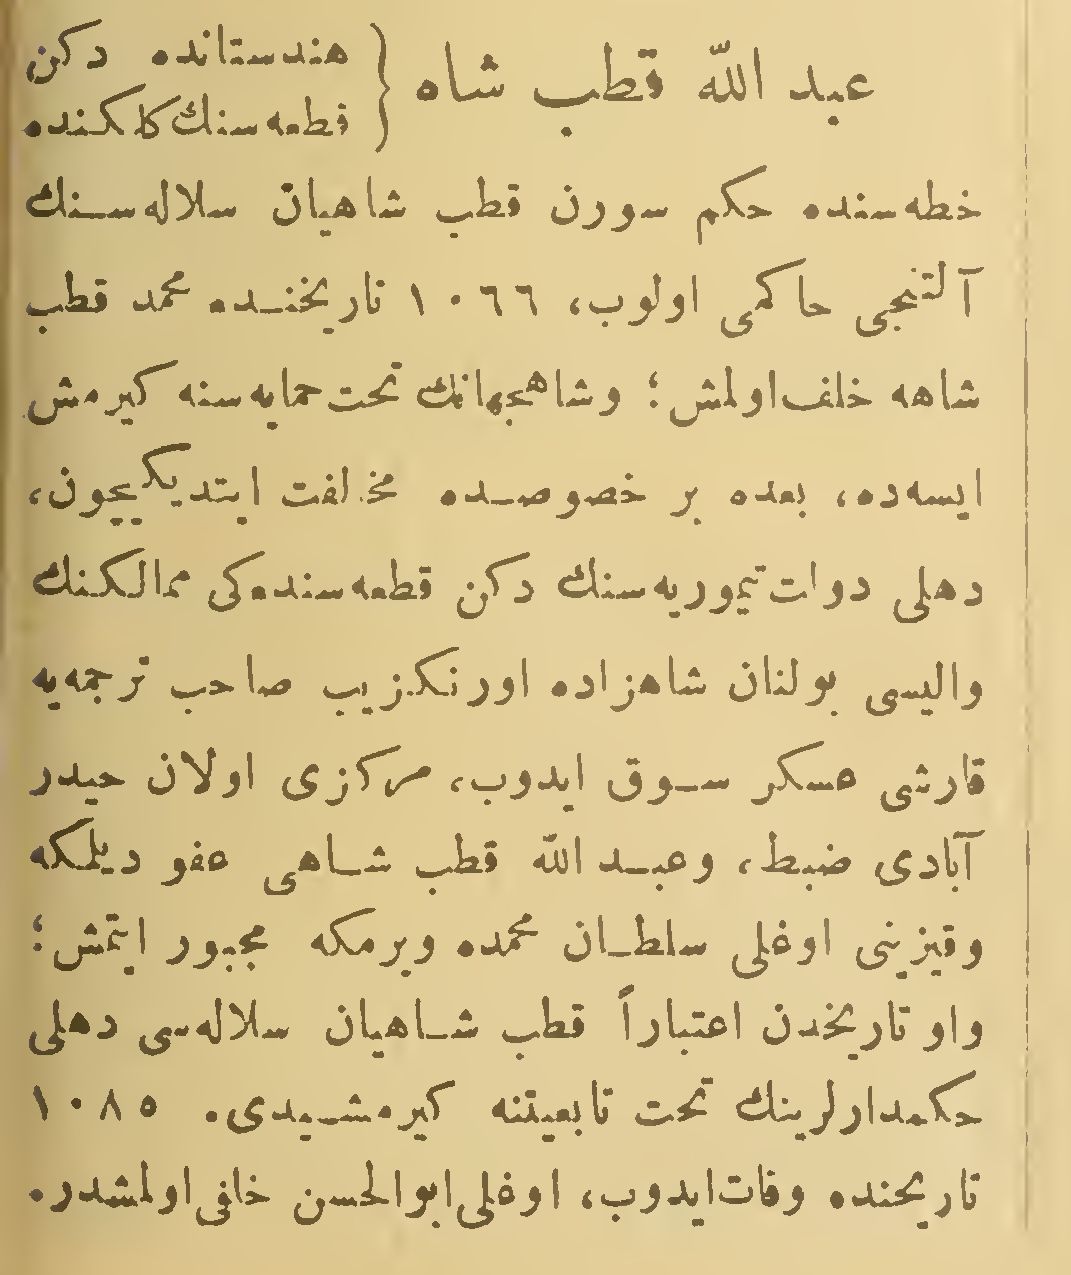 عبد الله قطب شاه { هندستانده دكن
قطعه‌سنك كلكنده
خطه‌سنده حكم سورن قطب شاهيان سلاله‌سنك
آلتنجى حاكمى اولوب، ١٠٦٦ تاريخنده محمد قطب
شاهه خلف اولمش؛ وشاهجهانك تحت حمايه‌سنه كيرمش
ايسه‌ده، بعده بر خصوصده مخالفت ايتديكيچون،
دهلى دولت تيموريه‌سنك دكن قطعه‌سنده‌كى ممالكنك
واليسى بولنان شاهزاده اورنكزيب صاحب ترجمه‌يه
قارشى عسكر سوق ايدوب، مركزى اولان حيدر
آبادى ضبط، وعبد الله قطب شاهى عفو ديلمكه
وقيزينى اوغلى سلطان محمده ويرمكه مجبور ايتمش؛
واو تاريخدن اعتباراً قطب شاهيان سلاله‌سى دهلى
حكمدارلرينك تحت تابعيتنه كيرمشيدى. ١٠٨٥
تاريخنده وفات ايدوب، اوغلى ابوالحسن خلفى اولمشدر.